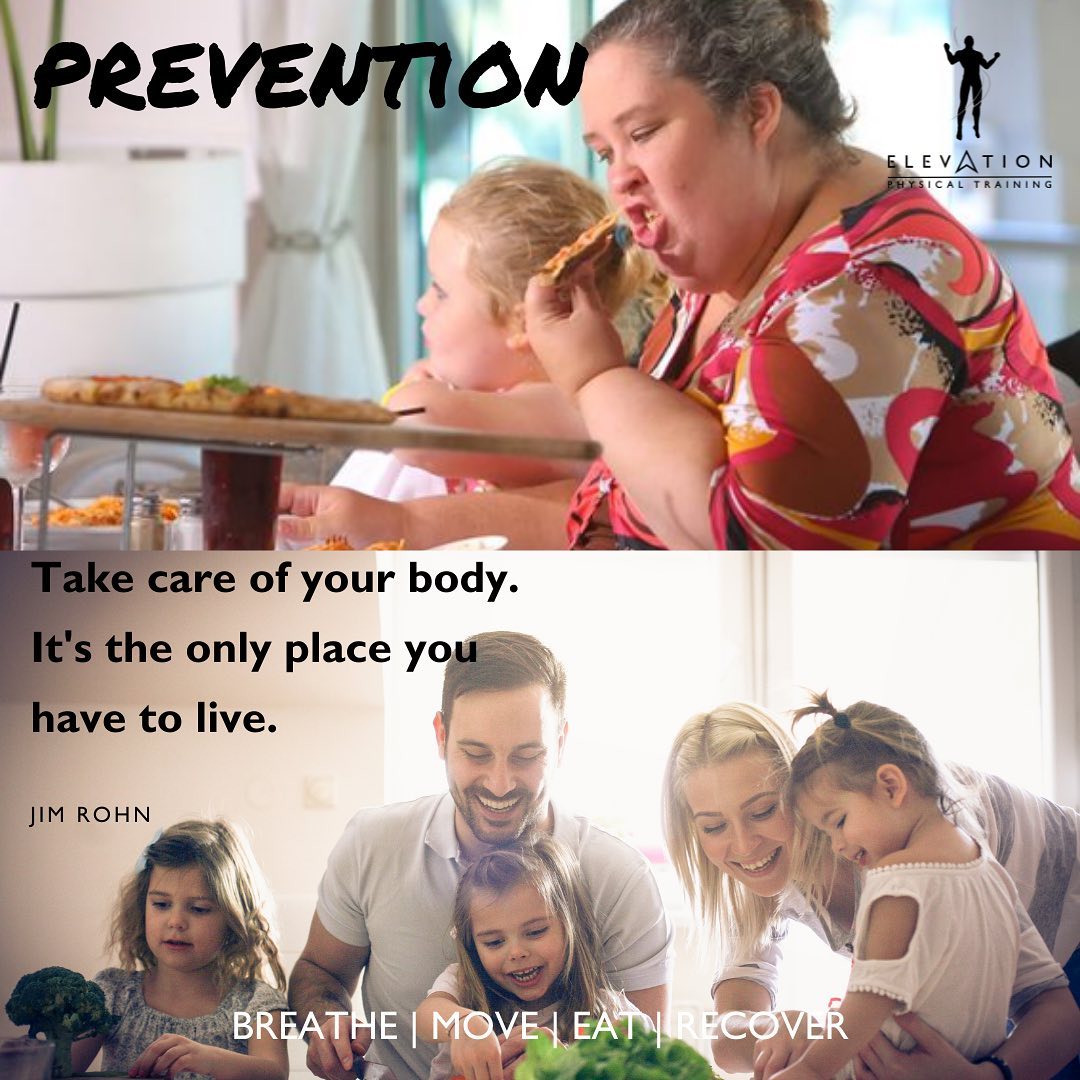 PREVENTION
ELEVATION
PHYSICAL TRAINING
Take care of your body.
It's the only place you
have to live.
JIM ROHN
BREATHE | MOVE | EAT | RECOVER